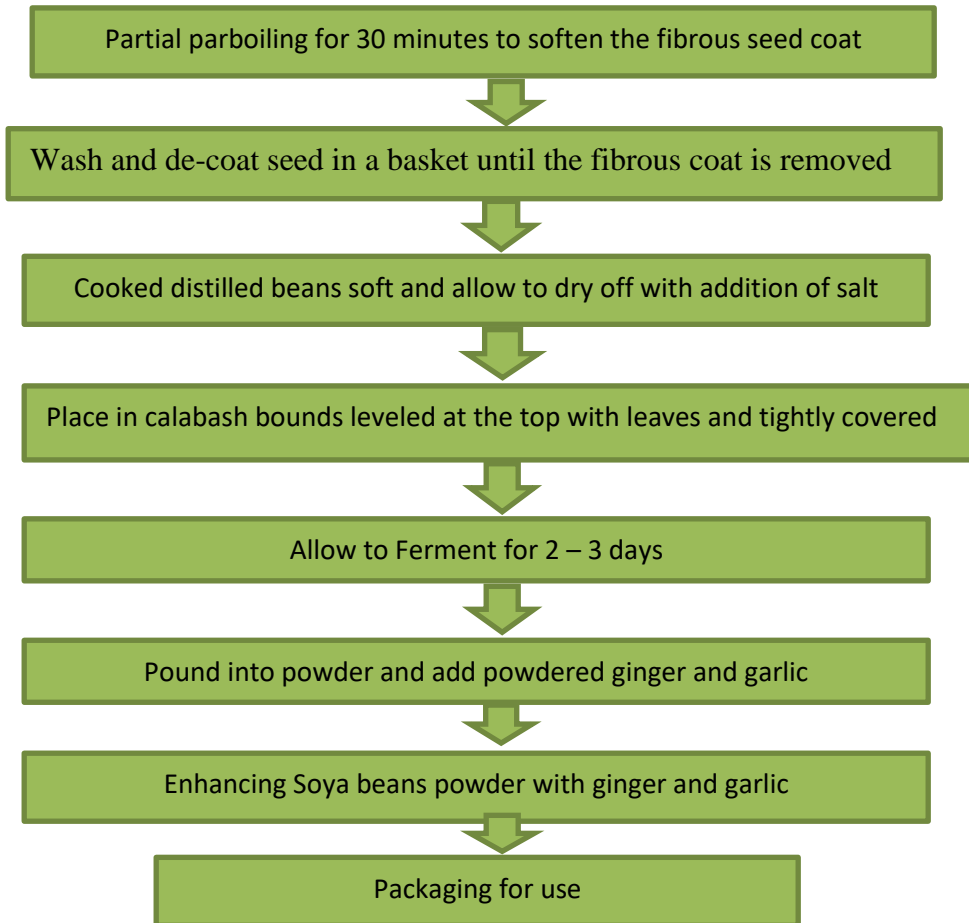 Partial parboiling for 30 minutes to soften the fibrous seed coat
Wash and de-coat seed in a basket until the fibrous coat is removed
Cooked distilled beans soft and allow to dry off with addition of salt
Place in calabash bounds leveled at the top with leaves and tightly covered
Allow to Ferment for 2 – 3 days
Pound into powder and add powdered ginger and garlic
Enhancing Soya beans powder with ginger and garlic
Packaging for use